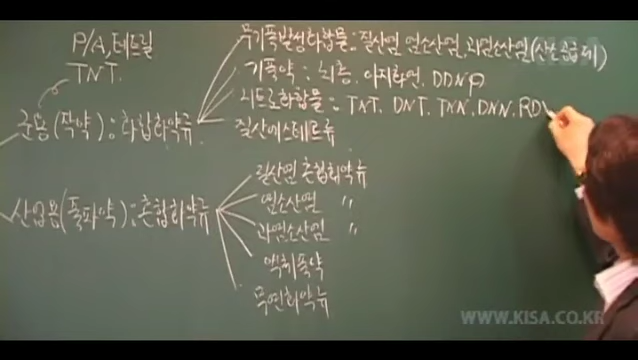 P/A, 테트릴
TNT.
군용(작약) : 화합화약류
무기폭발성화합물 : 질산염 염소산염, 과염소산염 (산소공급제)
기폭약 : 뇌홍, 아지화연, DDNP
니트로화합물 : TNT, DNT, TNN, DNN, RD
질산에스테르류
산업용(폭파약) : 혼합화약류
질산염 혼합화약류
염소산염 〃
과염소산염 〃
액체폭약
무연화약류
KISA
WWW.KISA.CO.KR